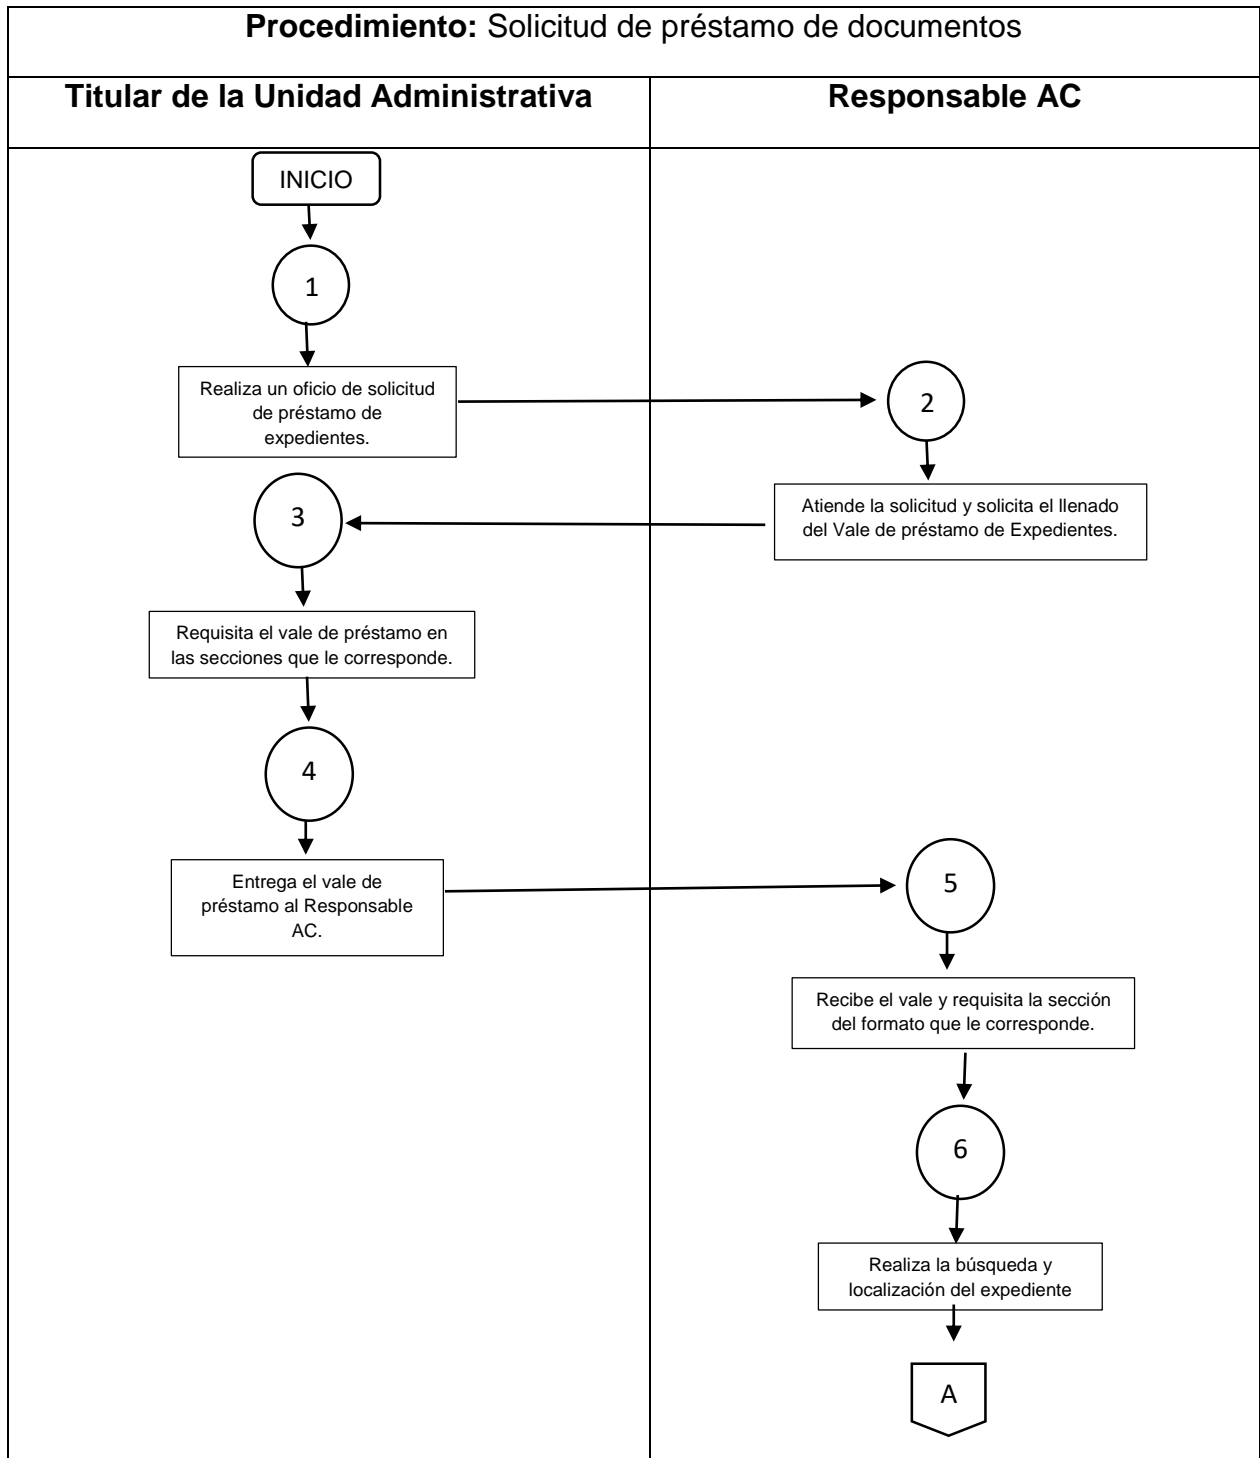 Procedimiento: Solicitud de préstamo de documentos
Titular de la Unidad Administrativa
Responsable AC
INICIO
1
Realiza un oficio de solicitud
de préstamo de
expedientes.
2
Atiende la solicitud y solicita el llenado
del Vale de préstamo de Expedientes.
3
Requisita el vale de préstamo en
las secciones que le corresponde.
4
Entrega el vale de
préstamo al Responsable
AC.
5
Recibe el vale y requisita la sección
del formato que le corresponde.
6
Realiza la búsqueda y
localización del expediente
A